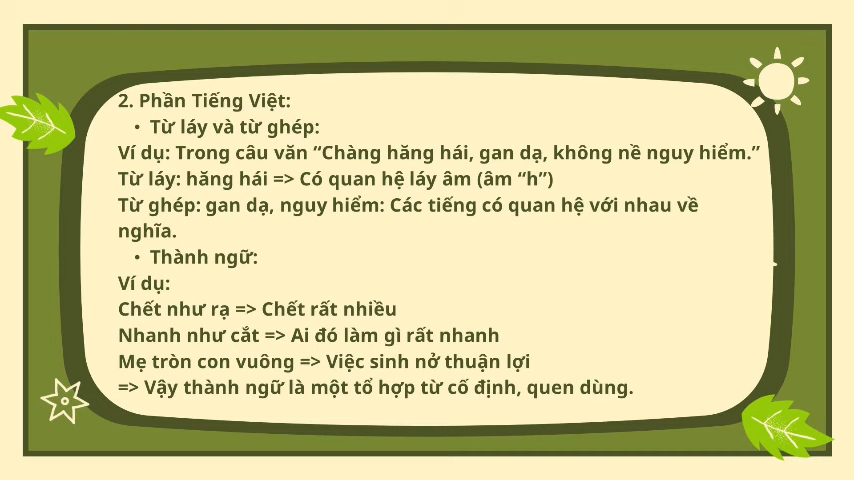 2. Phần Tiếng Việt:
• Từ láy và từ ghép:
Ví dụ: Trong câu văn “Chàng hăng hái, gan dạ, không nề nguy hiểm.”
Từ láy: hăng hái => Có quan hệ láy âm (âm “h”)
Từ ghép: gan dạ, nguy hiểm: Các tiếng có quan hệ với nhau về
nghĩa.
• Thành ngữ:
Ví dụ:
Chết như rạ => Chết rất nhiều
Nhanh như cắt => Ai đó làm gì rất nhanh
Mẹ tròn con vuông => Việc sinh nở thuận lợi
=> Vậy thành ngữ là một tổ hợp từ cố định, quen dùng.